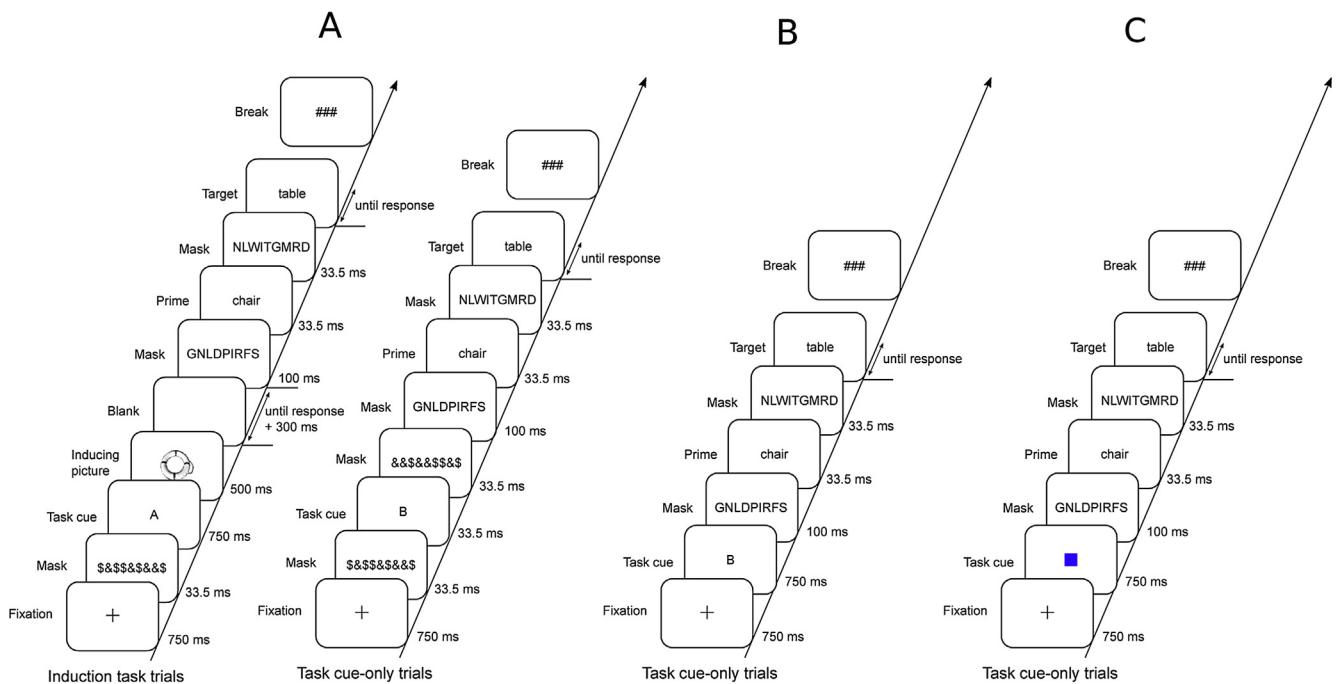 A
B
C
Break
###
Target
table
until response
Mask
NLWITGMRD
33.5 ms
Prime
chair
33.5 ms
Mask
GNLDPIRFS
100 ms
Blank
until response
+ 300 ms
Inducing
picture
500 ms
Task cue
A
750 ms
Mask
$&$$&$&&$
33.5 ms
Fixation
+
750 ms
Induction task trials
Break
###
Target
table
until response
Mask
NLWITGMRD
33.5 ms
Prime
chair
33.5 ms
Mask
GNLDPIRFS
100 ms
Mask
&&$&&$$&$
33.5 ms
Task cue
B
33.5 ms
Mask
$&$$&$&&$
33.5 ms
Fixation
+
750 ms
Task cue-only trials
Break
###
Target
table
until response
Mask
NLWITGMRD
33.5 ms
Prime
chair
33.5 ms
Mask
GNLDPIRFS
100 ms
Task cue
B
750 ms
Fixation
+
750 ms
Task cue-only trials
Break
###
Target
table
until response
Mask
NLWITGMRD
33.5 ms
Prime
chair
33.5 ms
Mask
GNLDPIRFS
100 ms
Task cue
750 ms
Fixation
+
750 ms
Task cue-only trials